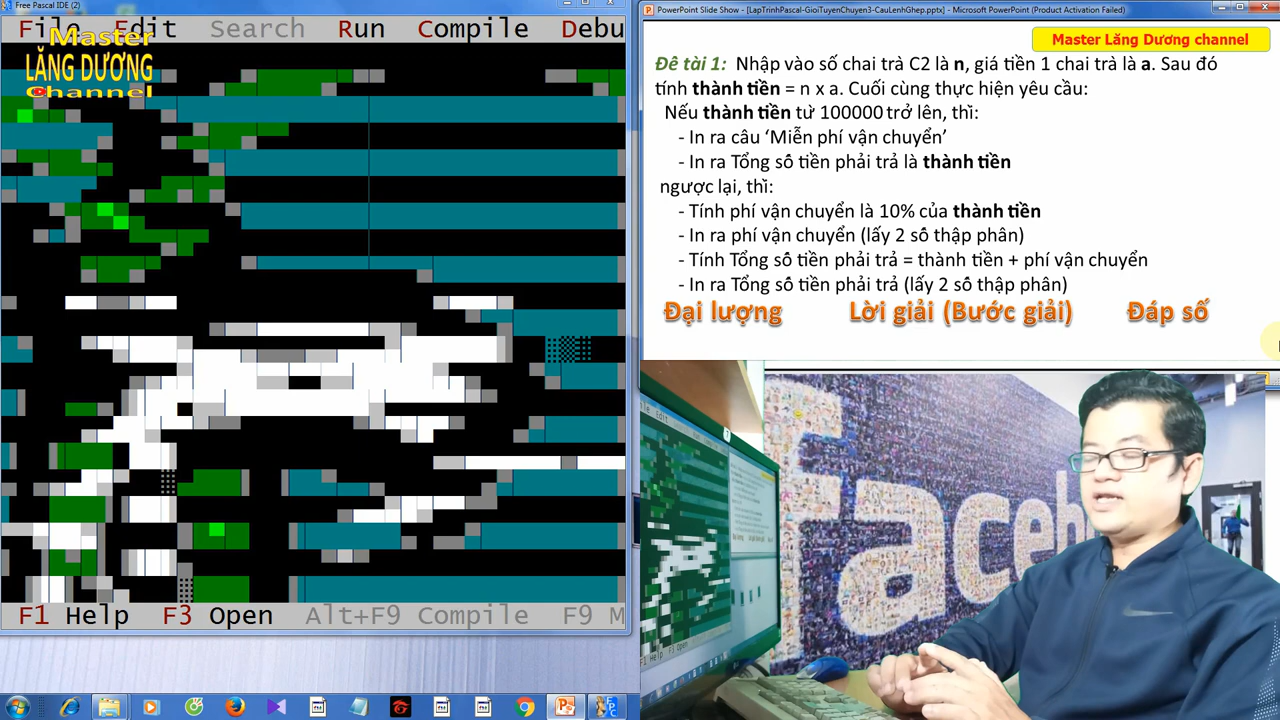 Free Pascal IDE (2)
File Edit Search Run Compile Debu
Master
LĂNG DƯƠNG
Channel
F1 Help F3 Open Alt+F9 Compile F9 M
PowerPoint Slide Show - [LapTrinhPascal-GioiTuyenChuyen3-CauLenhGhep.pptx] - Microsoft PowerPoint (Product Activation Failed)
Master Lăng Dương channel
Đề tài 1: Nhập vào số chai trà C2 là n, giá tiền 1 chai trà là a. Sau đó
tính thành tiền = n x a. Cuối cùng thực hiện yêu cầu:
Nếu thành tiền từ 100000 trở lên, thì:
- In ra câu ‘Miễn phí vận chuyển’
- In ra Tổng số tiền phải trả là thành tiền
ngược lại, thì:
- Tính phí vận chuyển là 10% của thành tiền
- In ra phí vận chuyển (lấy 2 số thập phân)
- Tính Tổng số tiền phải trả = thành tiền + phí vận chuyển
- In ra Tổng số tiền phải trả (lấy 2 số thập phân)
Đại lượng Lời giải (Bước giải) Đáp số
Faceb